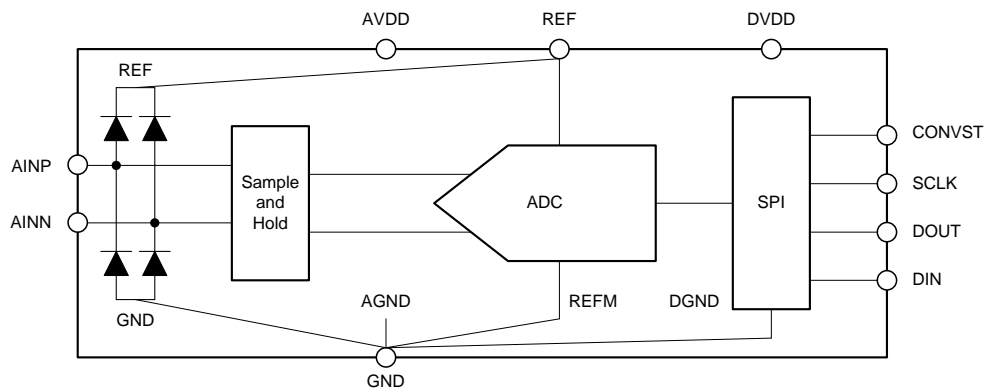 AVDD
REF
DVDD
REF
CONVST
AINP
Sample
and
Hold
ADC
SPI
SCLK
AINN
DOUT
DIN
AGND
REFM
DGND
GND
GND